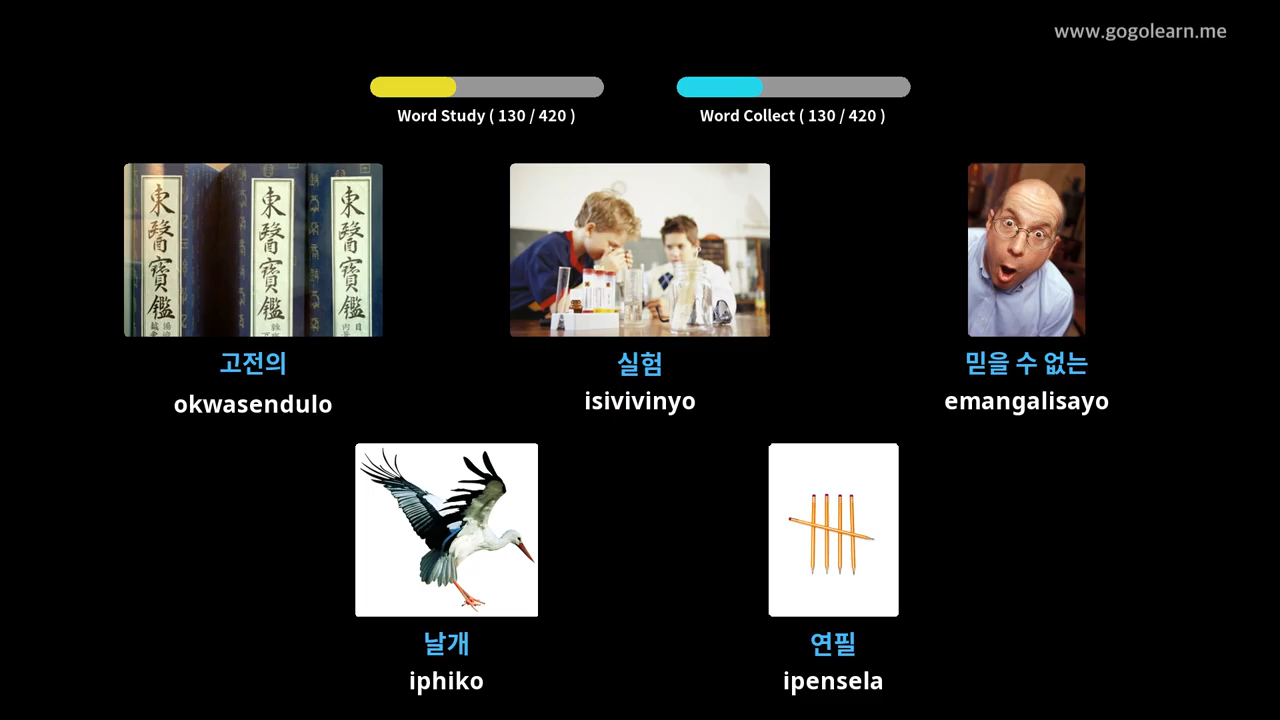 www.gogolearn.me
Word Study ( 130 / 420 )
Word Collect ( 130 / 420 )
東醫寶鑑
東醫寶鑑
東醫寶鑑
고전의
실험
믿을 수 없는
okwasendulo
isivivinyo
emangalisayo
날개
연필
iphiko
ipensela